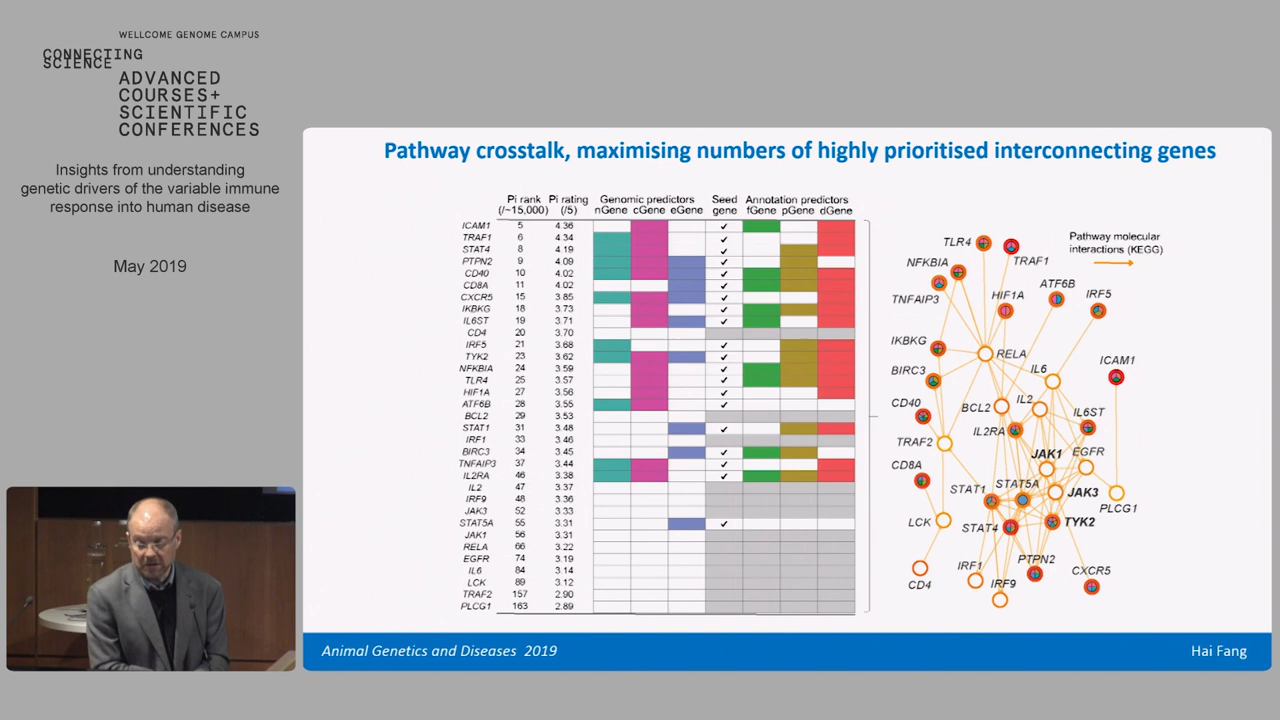 WELLCOME GENOME CAMPUS
CONNECTING
SCIENCE
ADVANCED
COURSES+
SCIENTIFIC
CONFERENCES
Insights from understanding
genetic drivers of the variable immune
response into human disease
May 2019
Pathway crosstalk, maximising numbers of highly prioritised interconnecting genes
Pi rank Pi rating Genomic predictors Seed Annotation predictors
(/~15,000) (/5) nGene cGene eGene gene fGene pGene dGene
ICAM1 5 4.36 ✓
TRAF1 6 4.34 ✓
STAT4 8 4.19 ✓
PTPN2 9 4.09 ✓
CD40 10 4.02 ✓
CD8A 11 4.02 ✓
CXCR5 15 3.85 ✓
IKBKG 18 3.73 ✓
IL6ST 19 3.71 ✓
CD4 20 3.70
IRF5 21 3.68 ✓
TYK2 23 3.62 ✓
NFKBIA 24 3.59 ✓
TLR4 25 3.57 ✓
HIF1A 27 3.56 ✓
ATF6B 28 3.55 ✓
BCL2 29 3.53
STAT1 31 3.48 ✓
IRF1 33 3.46
BIRC3 34 3.45 ✓
TNFAIP3 37 3.44 ✓
IL2RA 46 3.38 ✓
IL2 47 3.37
IRF9 48 3.36
JAK3 52 3.33
STAT5A 55 3.31 ✓
JAK1 56 3.31
RELA 66 3.22
EGFR 74 3.19
IL6 84 3.14
LCK 89 3.12
TRAF2 157 2.90
PLCG1 163 2.89
Pathway molecular
interactions (KEGG)
TLR4
TRAF1
NFKBIA
ATF6B
TNFAIP3
HIF1A
IRF5
IKBKG
RELA
ICAM1
BIRC3
IL6
CD40
BCL2
IL2
IL6ST
IL2RA
TRAF2
JAK1
EGFR
CD8A
STAT1
STAT5A
JAK3
PLCG1
LCK
STAT4
TYK2
PTPN2
IRF1
CXCR5
CD4
IRF9
Animal Genetics and Diseases 2019
Hai Fang